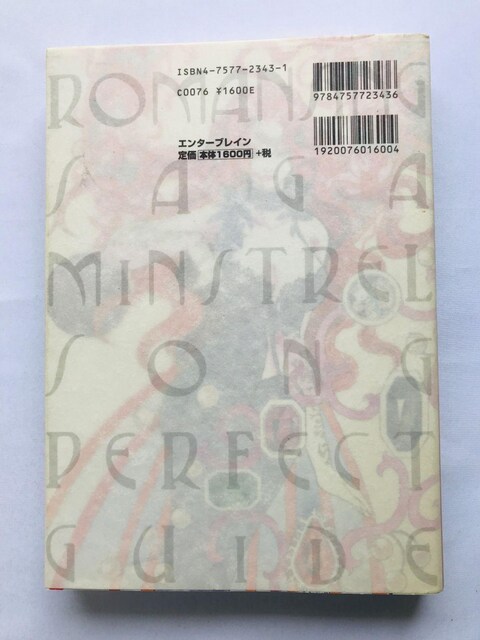 ISBN4-7577-2343-1
C0076 ¥1600E
9784757723436
エンターブレイン
定価 本体1600円 +税
1920076016004
ROMANSING
SAGA
MINSTREL
SONG
PERFECT
GUIDE